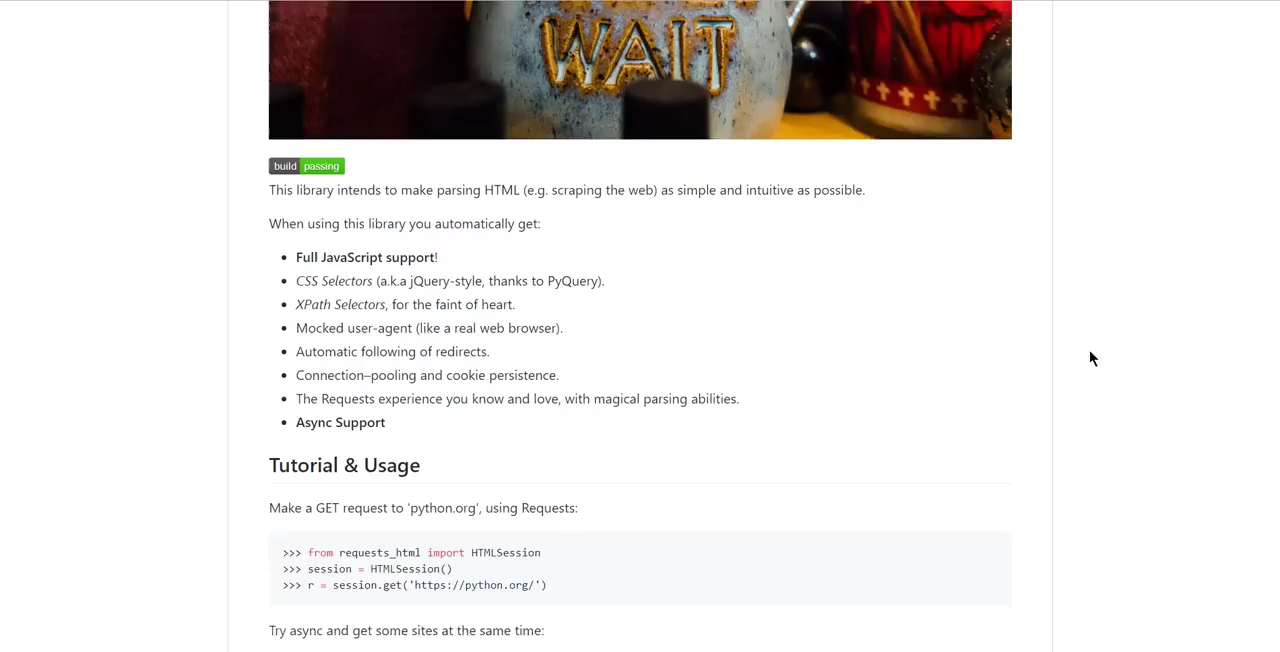 WAIT
build passing
This library intends to make parsing HTML (e.g. scraping the web) as simple and intuitive as possible.
When using this library you automatically get:
• Full JavaScript support!
• CSS Selectors (a.k.a jQuery-style, thanks to PyQuery).
• XPath Selectors, for the faint of heart.
• Mocked user-agent (like a real web browser).
• Automatic following of redirects.
• Connection–pooling and cookie persistence.
• The Requests experience you know and love, with magical parsing abilities.
• Async Support
Tutorial & Usage
Make a GET request to 'python.org', using Requests:
>>> from requests_html import HTMLSession
>>> session = HTMLSession()
>>> r = session.get('https://python.org/')
Try async and get some sites at the same time: